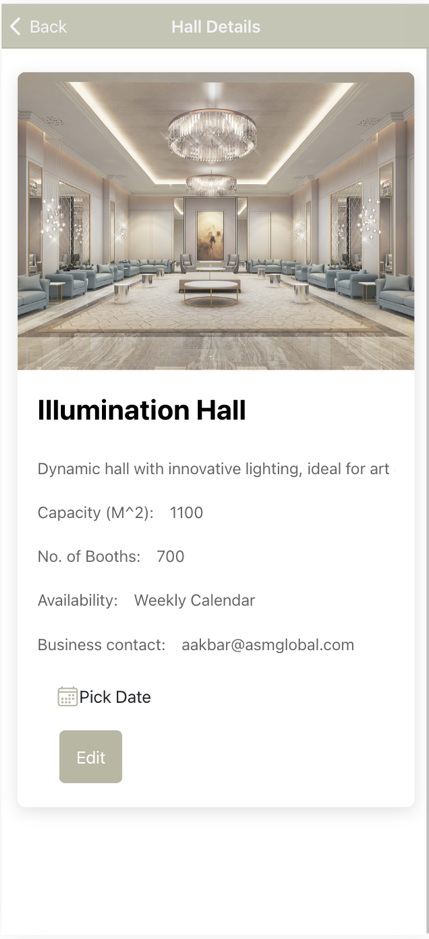 Back
Hall Details
Illumination Hall
Dynamic hall with innovative lighting, ideal for art
Capacity (M^2): 1100
No. of Booths: 700
Availability: Weekly Calendar
Business contact: aakbar@asmglobal.com
Pick Date
Edit